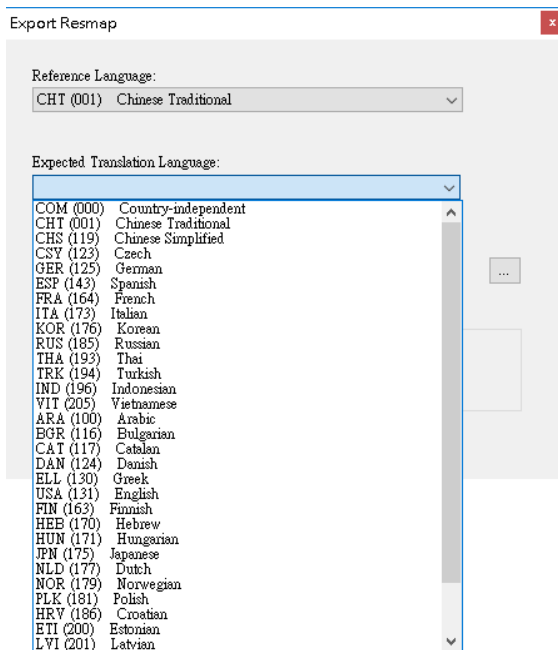 Export Resmap
x
Reference Language:
CHT (001) Chinese Traditional
Expected Translation Language:
COM (000) Country-independent
CHT (001) Chinese Traditional
CHS (119) Chinese Simplified
CSY (123) Czech
GER (125) German
ESP (143) Spanish
FRA (164) French
ITA (173) Italian
KOR (176) Korean
RUS (185) Russian
THA (193) Thai
TRK (194) Turkish
IND (196) Indonesian
VIT (205) Vietnamese
ARA (100) Arabic
BGR (116) Bulgarian
CAT (117) Catalan
DAN (124) Danish
ELL (130) Greek
USA (131) English
FIN (163) Finnish
HEB (170) Hebrew
HUN (171) Hungarian
JPN (175) Japanese
NLD (177) Dutch
NOR (179) Norwegian
PLK (181) Polish
HRV (186) Croatian
ETI (200) Estonian
LVI (201) Latvian
...